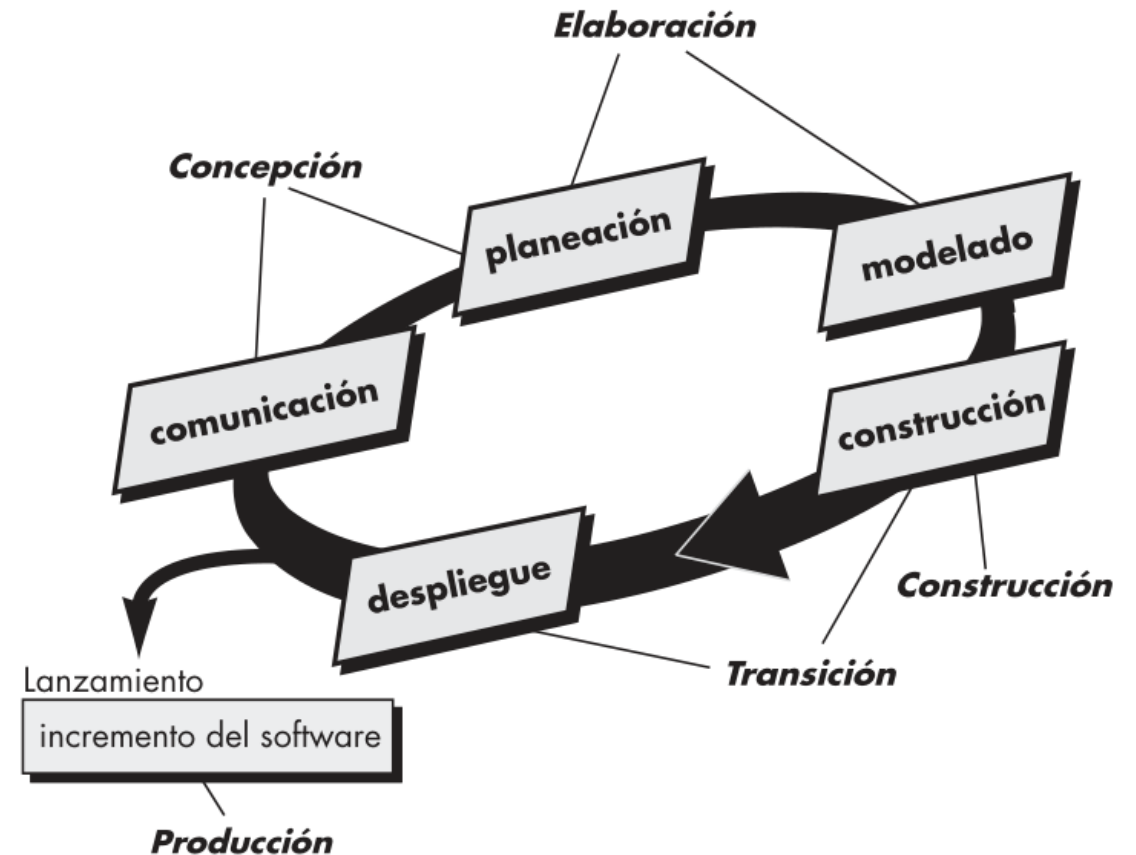 Elaboración
Concepción
planeación
modelado
comunicación
construcción
despliegue
Construcción
Transición
Lanzamiento
incremento del software
Producción